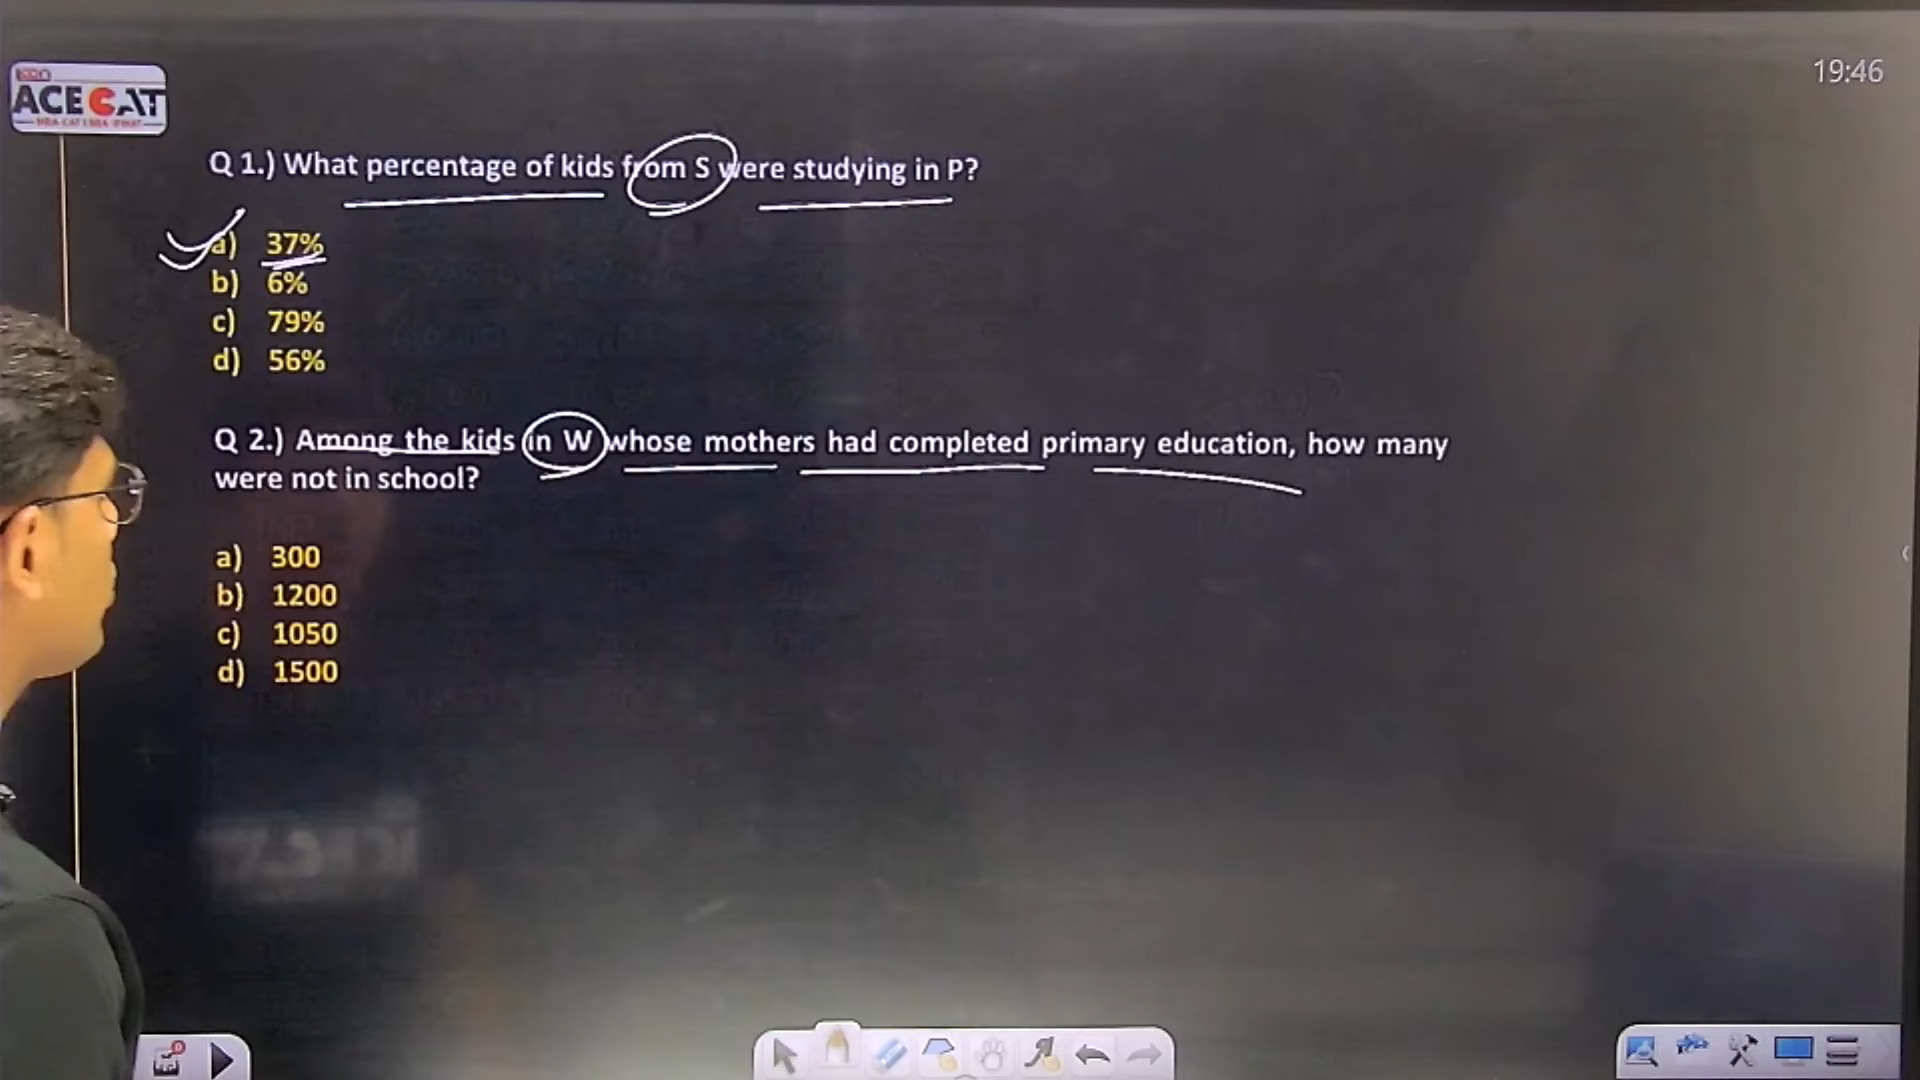 19:46
ACE CAT
Q 1.) What percentage of kids from S were studying in P?
a) 37%
b) 6%
c) 79%
d) 56%
Q 2.) Among the kids in W whose mothers had completed primary education, how many
were not in school?
a) 300
b) 1200
c) 1050
d) 1500